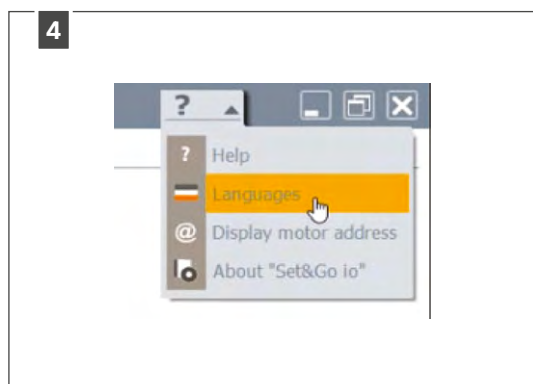 4
?
? Help
Languages
@ Display motor address
About "Set&Go io"